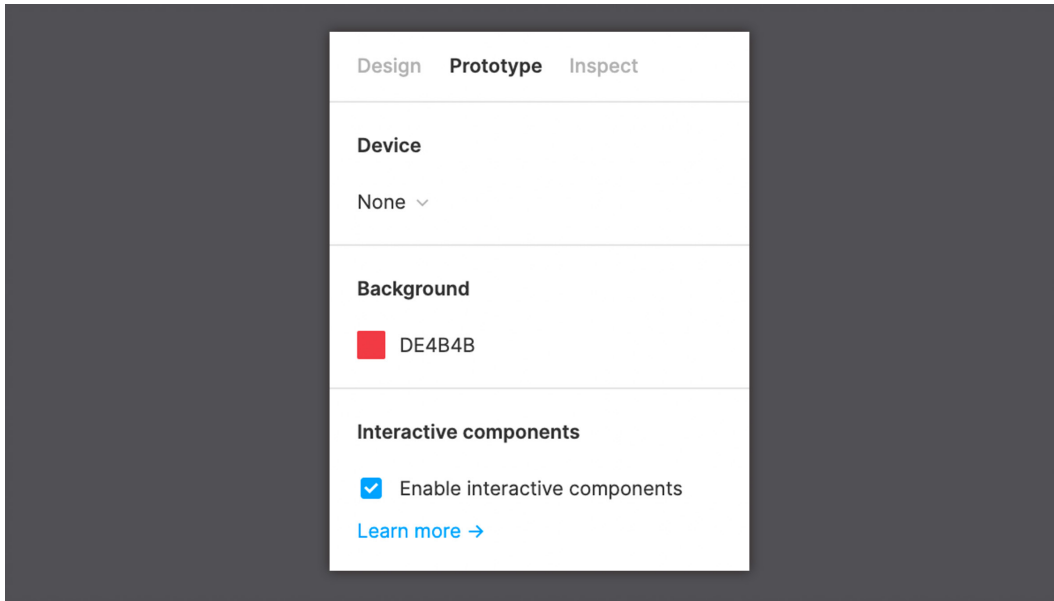 Design Prototype Inspect
Device
None
Background
DE4B4B
Interactive components
Enable interactive components
Learn more →